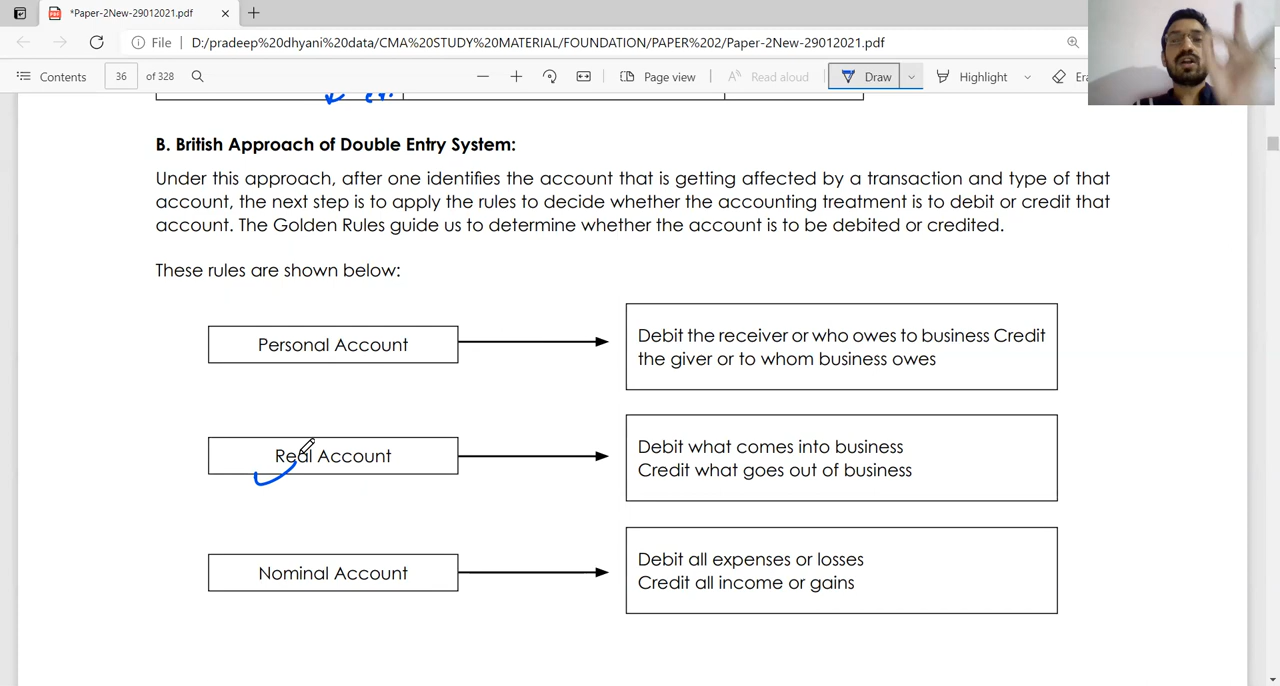 *Paper-2New-29012021.pdf
File
D:/pradeep%20dhyani%20data/CMA%20STUDY%20MATERIAL/FOUNDATION/PAPER%202/Paper-2New-29012021.pdf
Contents
36
of 328
Page view
Read aloud
Draw
Highlight
Era
B. British Approach of Double Entry System:
Under this approach, after one identifies the account that is getting affected by a transaction and type of that
account, the next step is to apply the rules to decide whether the accounting treatment is to debit or credit that
account. The Golden Rules guide us to determine whether the account is to be debited or credited.
These rules are shown below:
Personal Account
Debit the receiver or who owes to business Credit
the giver or to whom business owes
Real Account
Debit what comes into business
Credit what goes out of business
Nominal Account
Debit all expenses or losses
Credit all income or gains